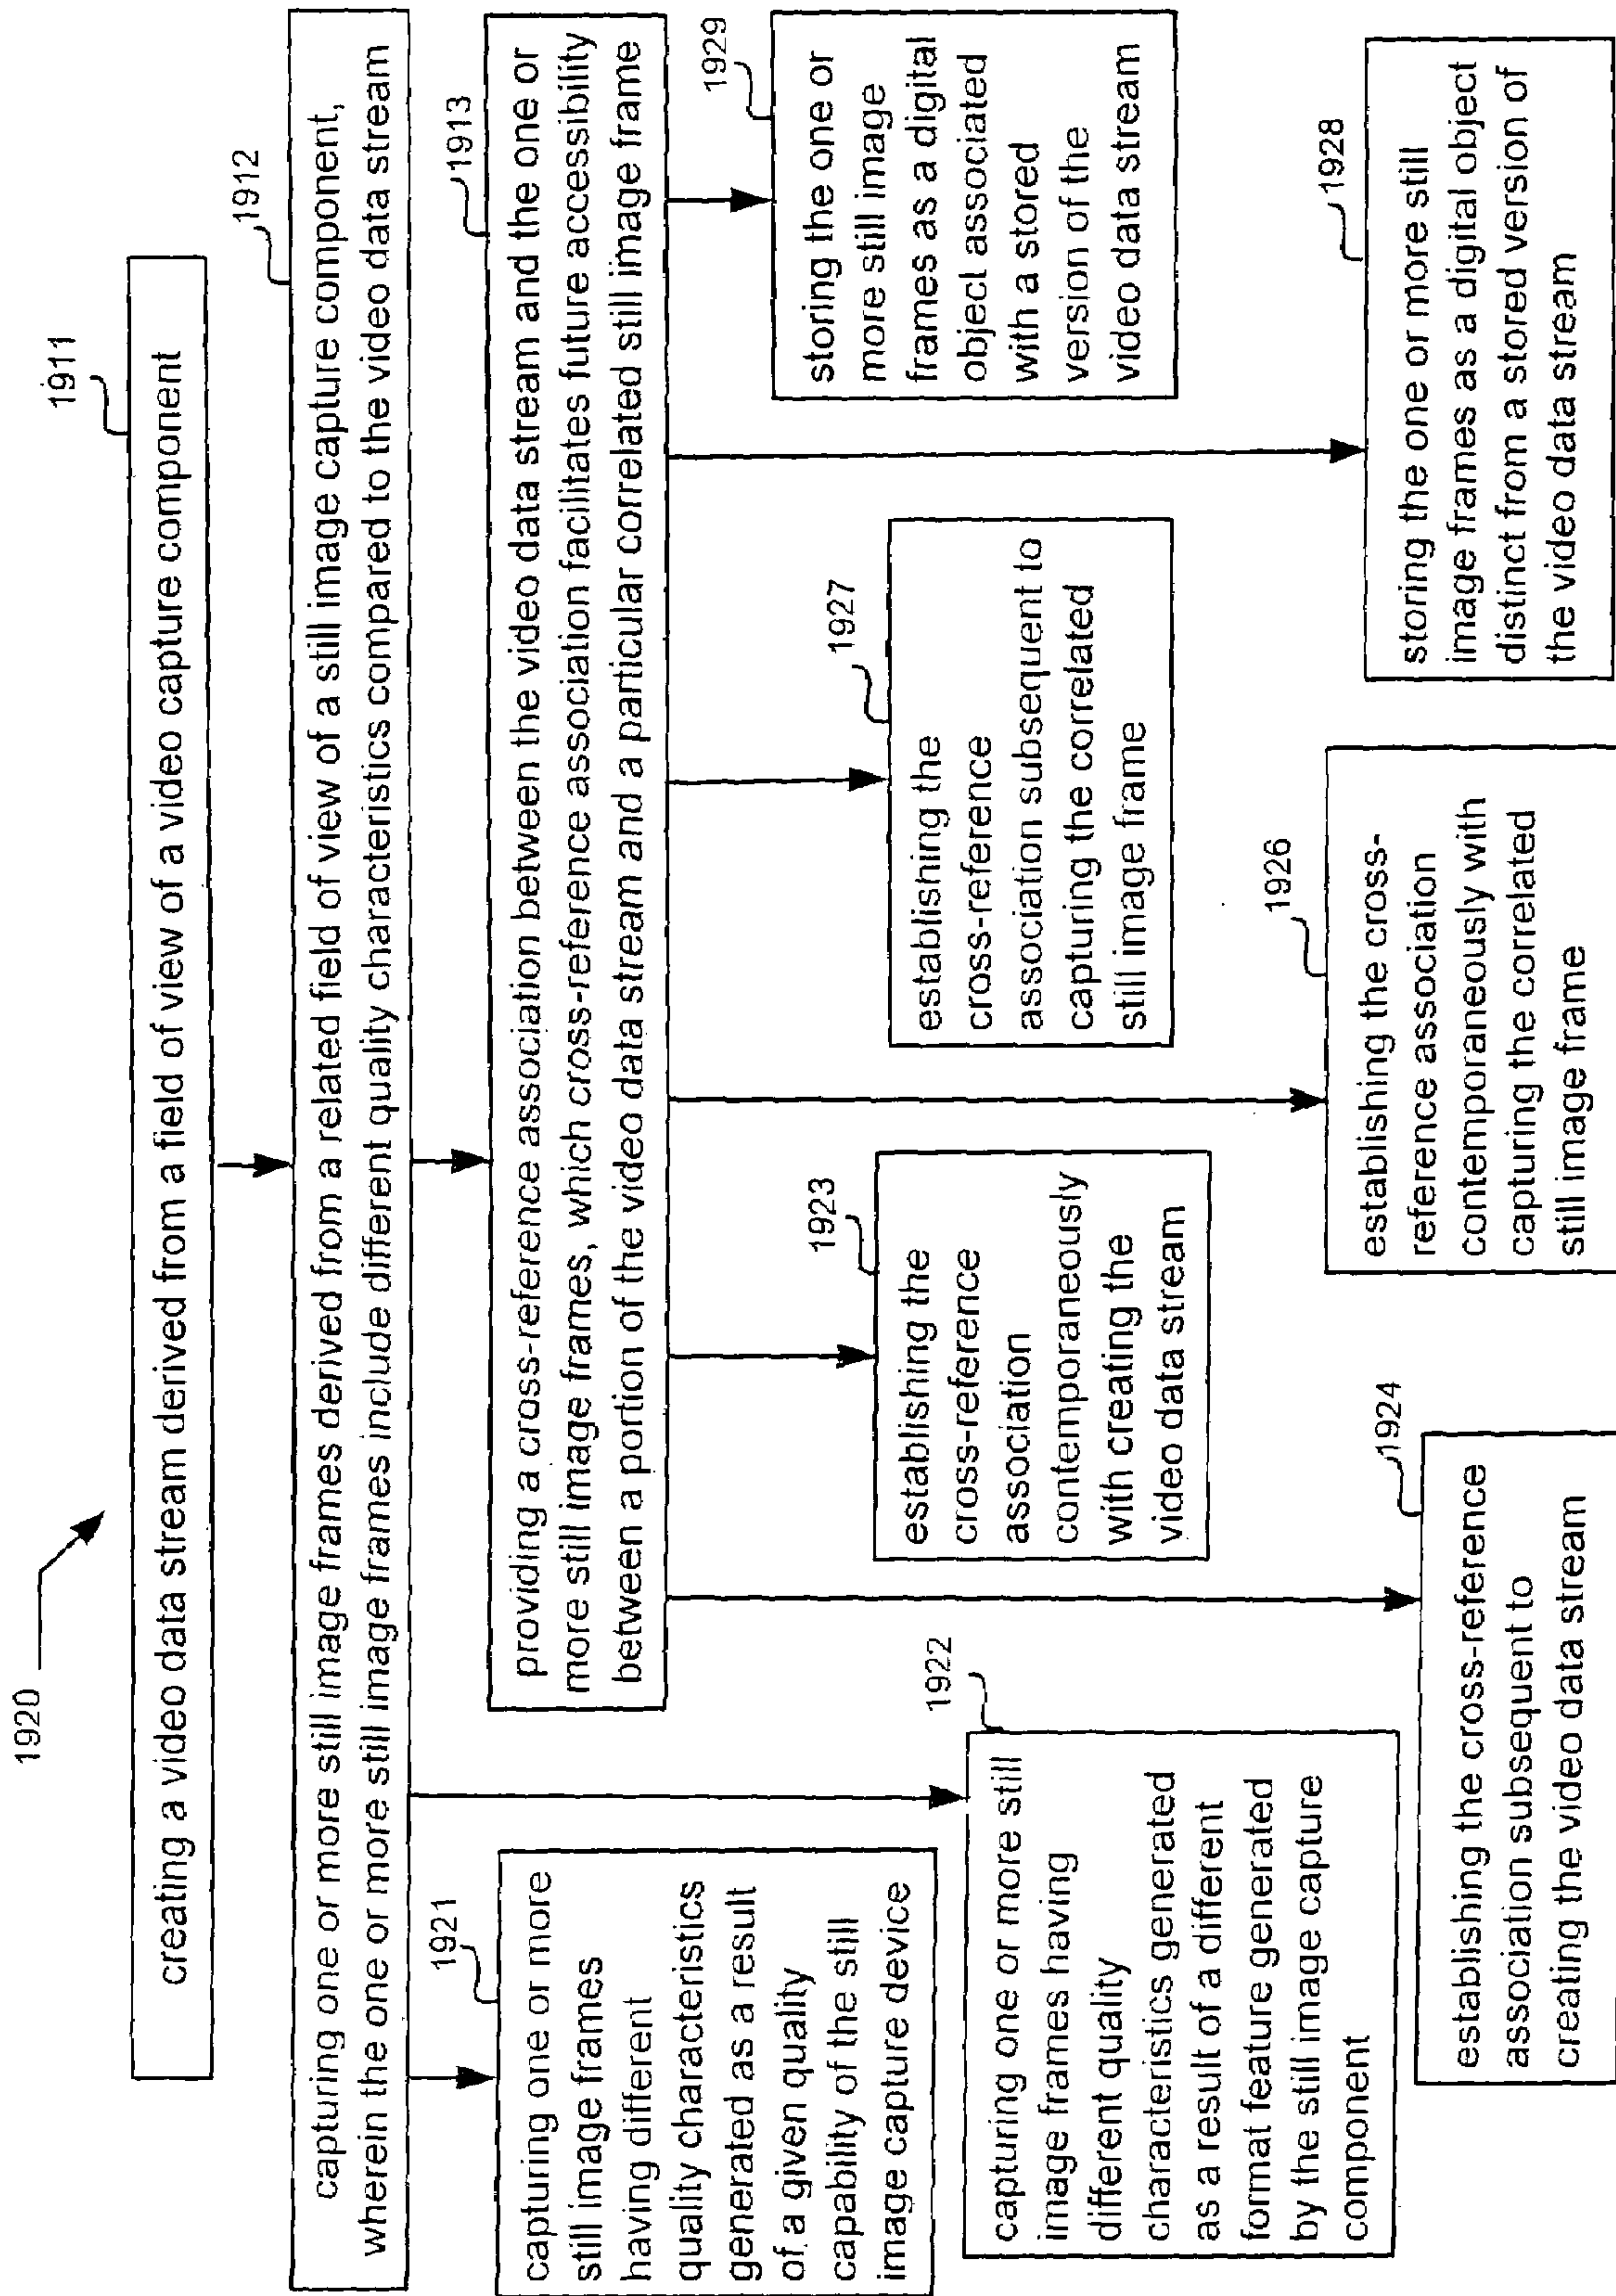 1920
1911
creating a video data stream derived from a field of view of a video capture component
1912
capturing one or more still image frames derived from a related field of view of a still image capture component,
wherein the one or more still image frames include different quality characteristics compared to the video data stream
1913
providing a cross-reference association between the video data stream and the one or
more still image frames, which cross-reference association facilitates future accessibility
between a portion of the video data stream and a particular correlated still image frame
1921
capturing one or more
still image frames
having different
quality characteristics
generated as a result
of a given quality
capability of the still
image capture device
1922
capturing one or more still
image frames having
different quality
characteristics generated
as a result of a different
format feature generated
by the still image capture
component
1923
establishing the
cross-reference
association
contemporaneously
with creating the
video data stream
1924
establishing the cross-reference
association subsequent to
creating the video data stream
1927
establishing the
cross-reference
association subsequent to
capturing the correlated
still image frame
1926
establishing the cross-
reference association
contemporaneously with
capturing the correlated
still image frame
1929
storing the one or
more still image
frames as a digital
object associated
with a stored
version of the
video data stream
1928
storing the one or more still
image frames as a digital object
distinct from a stored version of
the video data stream